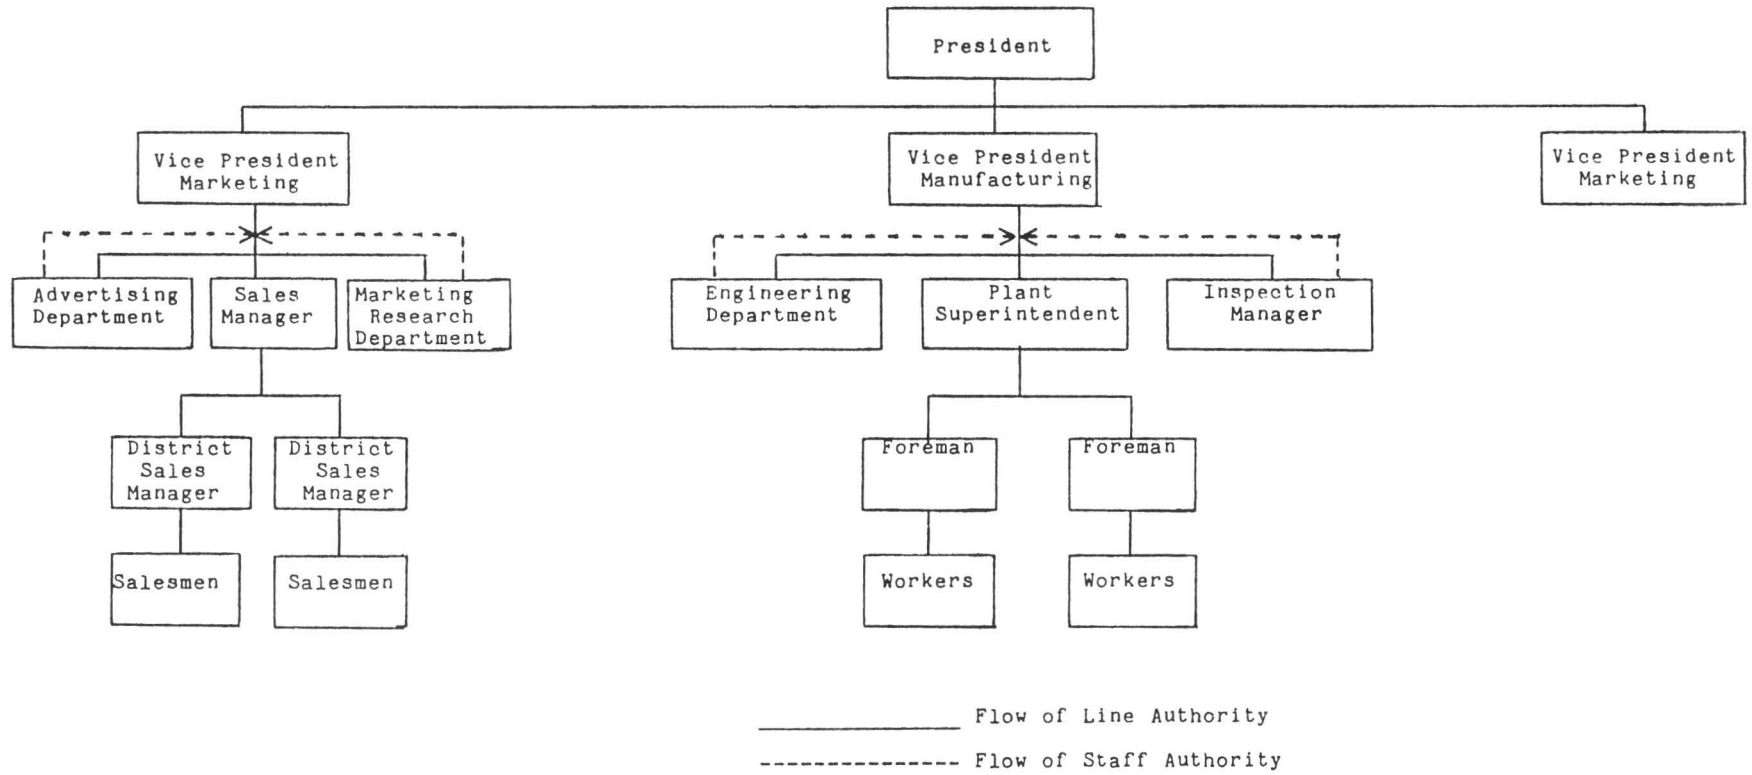 President
Vice President
Marketing
Vice President
Manufacturing
Vice President
Marketing
Advertising
Department
Sales
Manager
Marketing
Research
Department
Engineering
Department
Plant
Superintendent
Inspection
Manager
District
Sales
Manager
District
Sales
Manager
Foreman
Foreman
Salesmen
Salesmen
Workers
Workers
Flow of Line Authority
Flow of Staff Authority